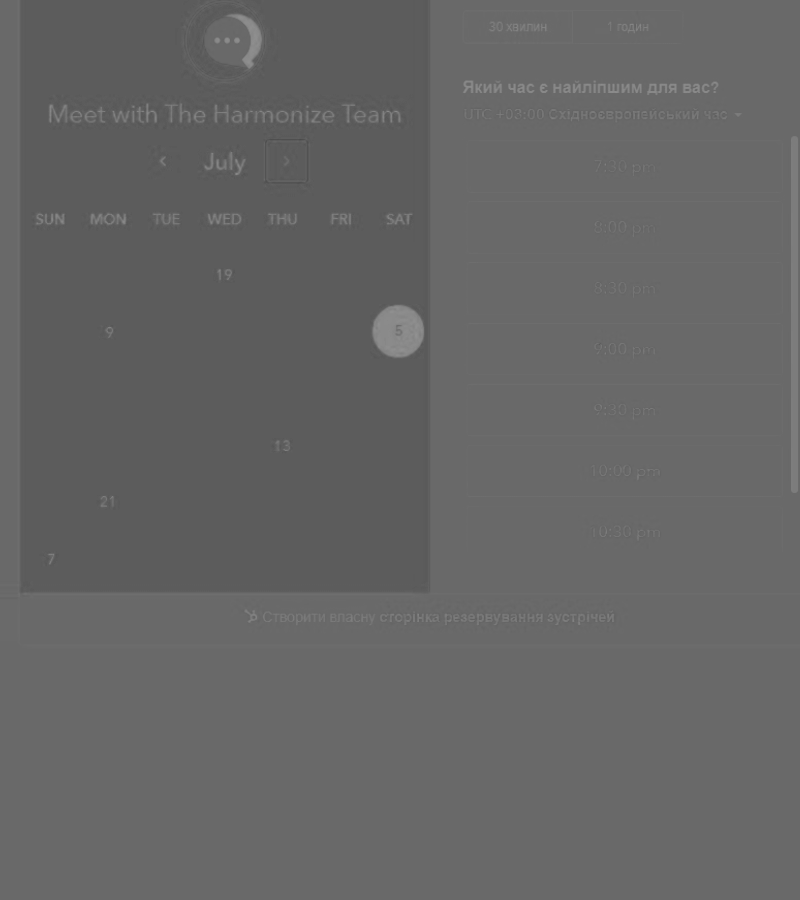 Meet with The Harmonize Team
July
SUN MON TUE WED THU FRI SAT
19
9 5
13
21
7
30 хвилин 1 годин
Який час є найліпшим для вас?
UTC +03:00 Східноєвропейський час
7:30 pm
8:00 pm
8:30 pm
9:00 pm
9:30 pm
10:00 pm
10:30 pm
Створити власну сторінка резервування зустрічей